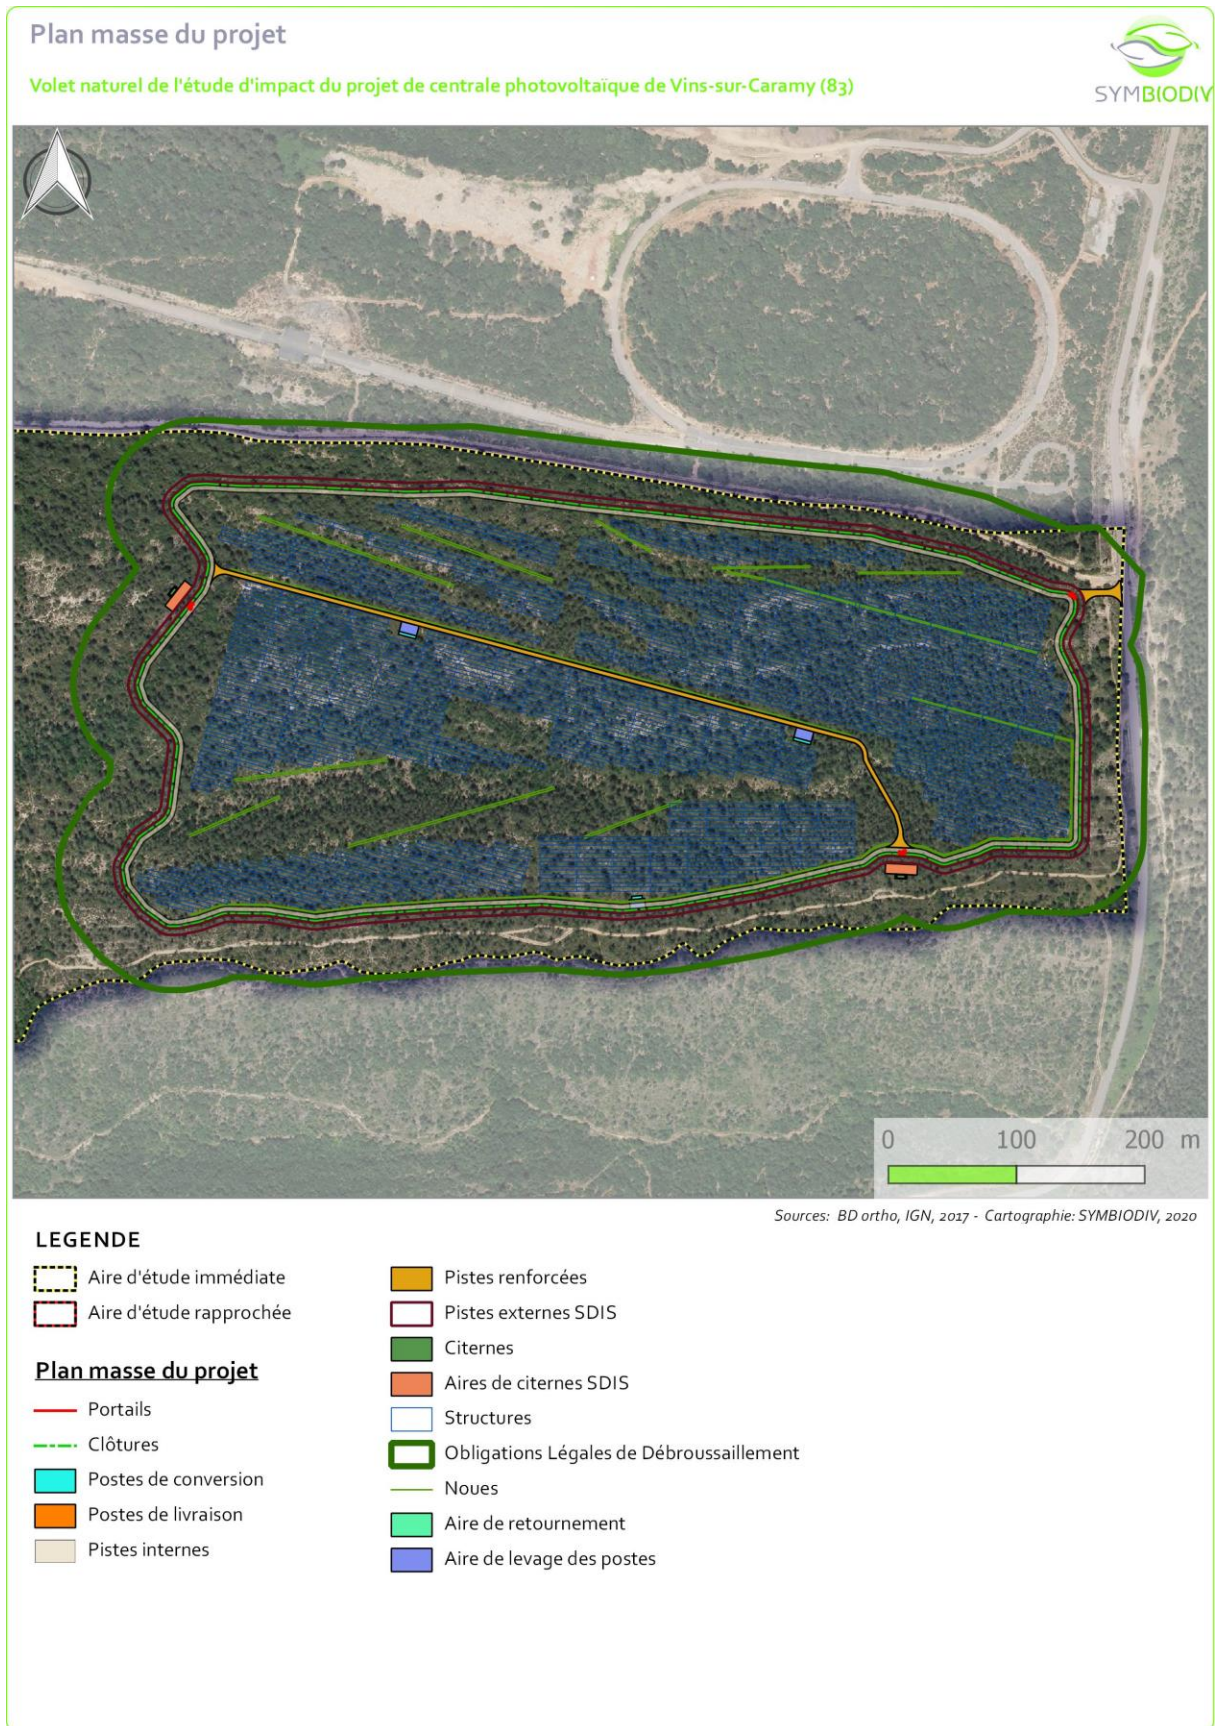 Plan masse du projet
Volet naturel de l'étude d'impact du projet de centrale photovoltaïque de Vins-sur-Caramy (83)
SYMBIODIV
0 100 200 m
Sources: BD ortho, IGN, 2017 - Cartographie: SYMBIODIV, 2020
LEGENDE
Aire d'étude immédiate
Aire d'étude rapprochée
Plan masse du projet
Portails
Clôtures
Postes de conversion
Postes de livraison
Pistes internes
Pistes renforcées
Pistes externes SDIS
Citernes
Aires de citernes SDIS
Structures
Obligations Légales de Débroussaillement
Noues
Aire de retournement
Aire de levage des postes